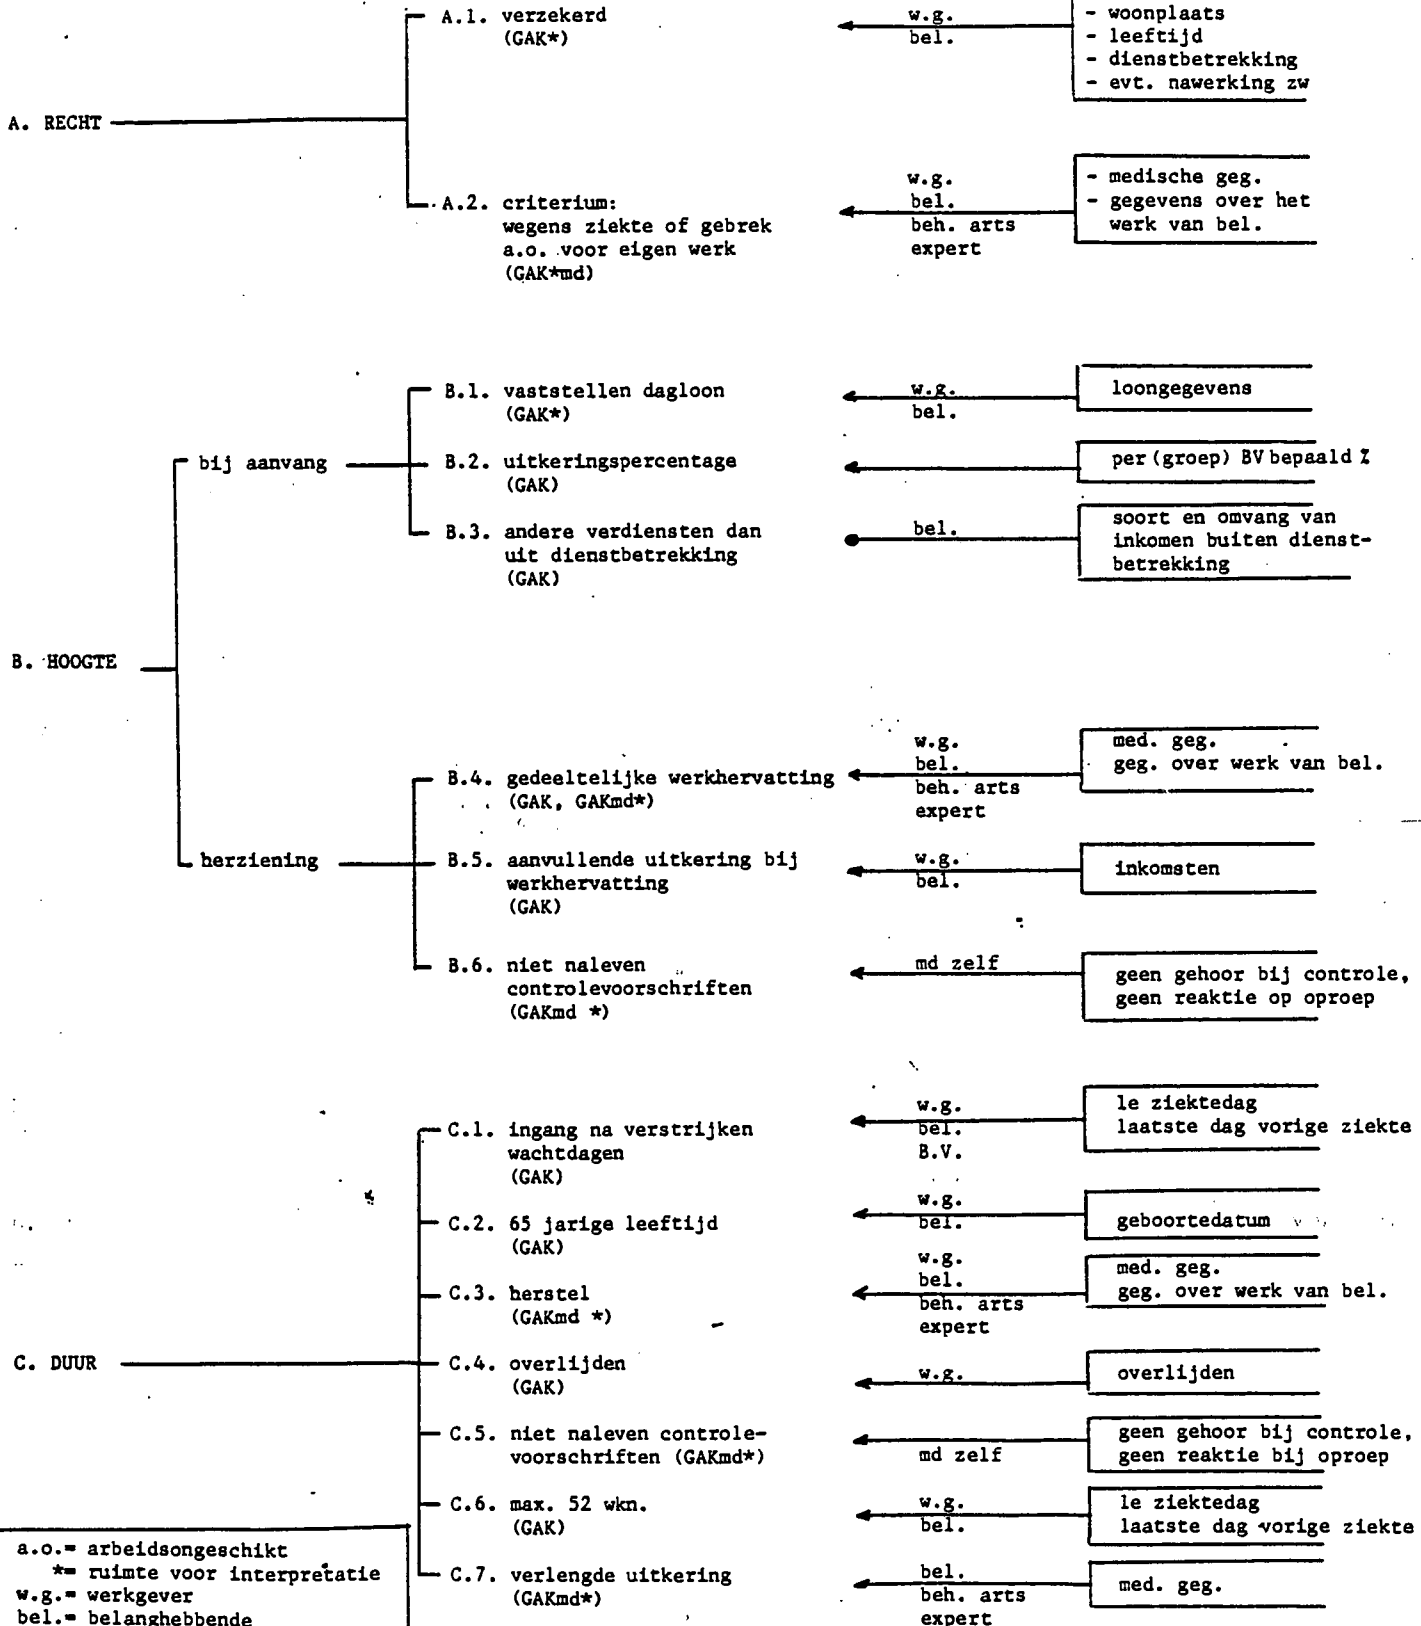 A.1. verzekerd
(GAK*)
w.g.
bel.
- woonplaats
- leeftijd
- dienstbetrekking
- evt. nawerking zw
A. RECHT
A.2. criterium:
wegens ziekte of gebrek
a.o. voor eigen werk
(GAK*md)
w.g.
bel.
beh. arts
expert
- medische geg.
- gegevens over het
werk van bel.
B. HOOGTE
bij aanvang
B.1. vaststellen dagloon
(GAK*)
w.g.
bel.
loongegevens
B.2. uitkeringspercentage
(GAK)
per (groep) BV bepaald %
B.3. andere verdiensten dan
uit dienstbetrekking
(GAK)
bel.
soort en omvang van
inkomen buiten dienst-
betrekking
herziening
B.4. gedeeltelijke werkhervatting
(GAK, GAKmd*)
w.g.
bel.
beh. arts
expert
med. geg.
geg. over werk van bel.
B.5. aanvullende uitkering bij
werkhervatting
(GAK)
w.g.
bel.
inkomsten
B.6. niet naleven
controlevoorschriften
(GAKmd *)
md zelf
geen gehoor bij controle,
geen reaktie op oproep
C. DUUR
C.1. ingang na verstrijken
wachtdagen
(GAK)
w.g.
bel.
B.V.
1e ziektedag
laatste dag vorige ziekte
C.2. 65 jarige leeftijd
(GAK)
w.g.
bel.
geboortedatum
C.3. herstel
(GAKmd *)
w.g.
bel.
beh. arts
expert
med. geg.
geg. over werk van bel.
C.4. overlijden
(GAK)
w.g.
overlijden
C.5. niet naleven controle-
voorschriften (GAKmd*)
md zelf
geen gehoor bij controle,
geen reaktie bij oproep
C.6. max. 52 wkn.
(GAK)
w.g.
bel.
1e ziektedag
laatste dag vorige ziekte
C.7. verlengde uitkering
(GAKmd*)
bel.
beh. arts
expert
med. geg.
a.o.= arbeidsongeschikt
*= ruimte voor interpretatie
w.g.= werkgever
bel.= belanghebbende